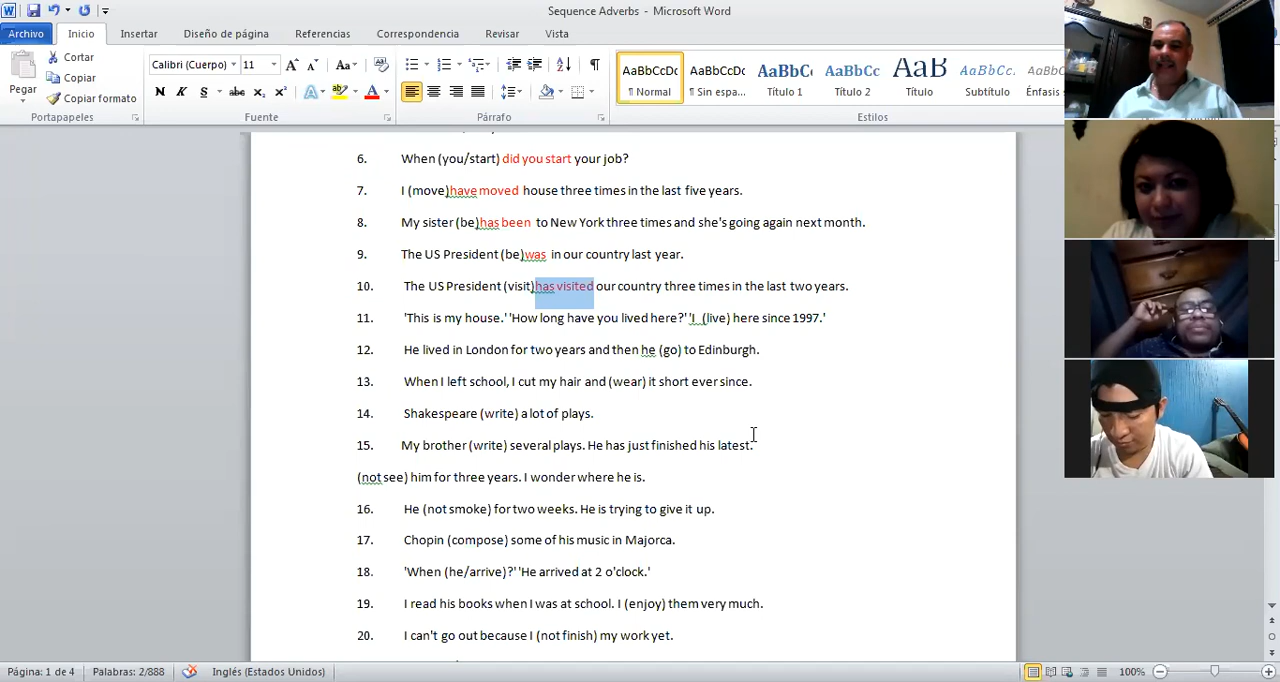 Sequence Adverbs - Microsoft Word
Archivo Inicio Insertar Diseño de página Referencias Correspondencia Revisar Vista
Pegar
Cortar
Copiar
Copiar formato
Portapapeles
Calibri (Cuerpo) 11
Fuente
Párrafo
AaBbCcDc AaBbCcDc AaBbC AaBbCc AaB AaBbCc. AaBbC
¶ Normal ¶ Sin espa... Título 1 Título 2 Título Subtítulo Énfasis
Estilos
6. When (you/start) did you start your job?
7. I (move)have moved house three times in the last five years.
8. My sister (be)has been to New York three times and she's going again next month.
9. The US President (be)was in our country last year.
10. The US President (visit)has visited our country three times in the last two years.
11. 'This is my house.' 'How long have you lived here?' 'I (live) here since 1997.'
12. He lived in London for two years and then he (go) to Edinburgh.
13. When I left school, I cut my hair and (wear) it short ever since.
14. Shakespeare (write) a lot of plays.
15. My brother (write) several plays. He has just finished his latest.
(not see) him for three years. I wonder where he is.
16. He (not smoke) for two weeks. He is trying to give it up.
17. Chopin (compose) some of his music in Majorca.
18. 'When (he/arrive)?' 'He arrived at 2 o'clock.'
19. I read his books when I was at school. I (enjoy) them very much.
20. I can't go out because I (not finish) my work yet.
Página: 1 de 4 Palabras: 2/888 Inglés (Estados Unidos) 100%